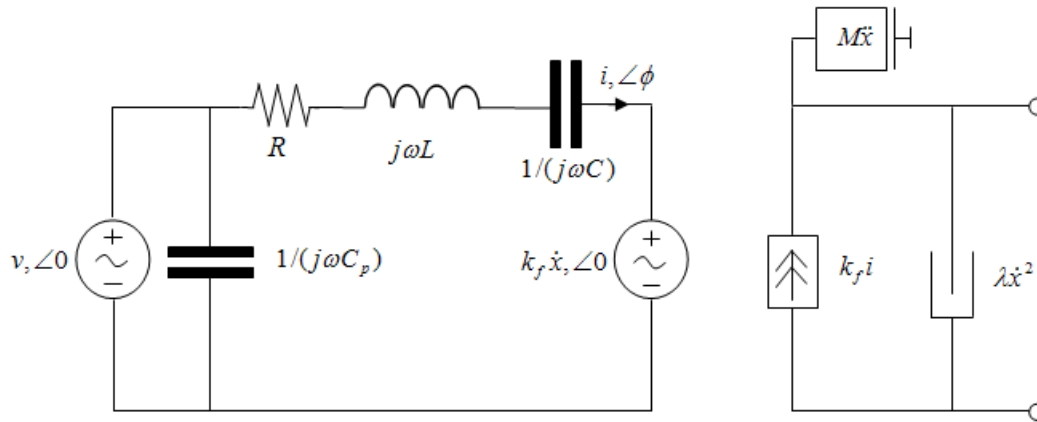 Mẍ
i,∠ϕ
R
jωL
1/(jωC)
+
v,∠0
−
1/(jωC_p)
k_f ẋ,∠0
+
−
k_f i
λẋ²